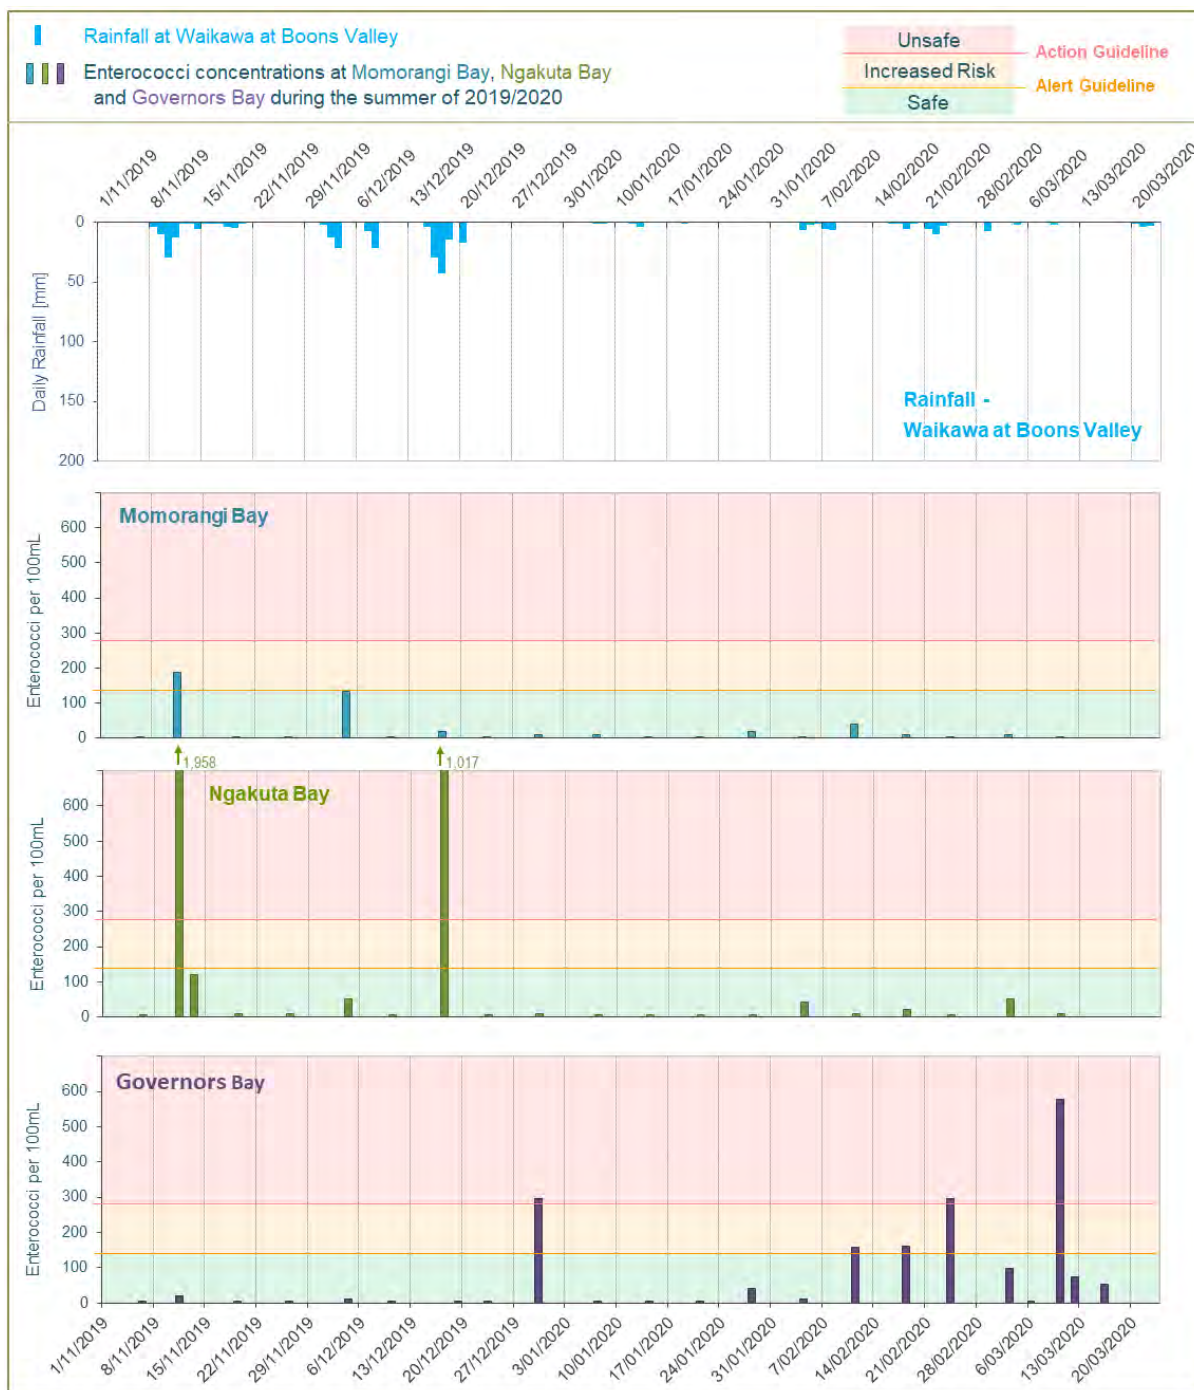 Rainfall at Waikawa at Boons Valley
Enterococci concentrations at Momorangi Bay, Ngakuta Bay
and Governors Bay during the summer of 2019/2020
Unsafe
Action Guideline
Increased Risk
Alert Guideline
Safe
1/11/2019 8/11/2019 15/11/2019 22/11/2019 29/11/2019 6/12/2019 13/12/2019 20/12/2019 27/12/2019 3/01/2020 10/01/2020 17/01/2020 24/01/2020 31/01/2020 7/02/2020 14/02/2020 21/02/2020 28/02/2020 6/03/2020 13/03/2020 20/03/2020
Daily Rainfall [mm]
0
50
100
150
200
Rainfall -
Waikawa at Boons Valley
Enterococci per 100mL
Momorangi Bay
600
500
400
300
200
100
0
1,958
1,017
Enterococci per 100mL
Ngakuta Bay
600
500
400
300
200
100
0
Enterococci per 100mL
Governors Bay
600
500
400
300
200
100
0
1/11/2019 8/11/2019 15/11/2019 22/11/2019 29/11/2019 6/12/2019 13/12/2019 20/12/2019 27/12/2019 3/01/2020 10/01/2020 17/01/2020 24/01/2020 31/01/2020 7/02/2020 14/02/2020 21/02/2020 28/02/2020 6/03/2020 13/03/2020 20/03/2020